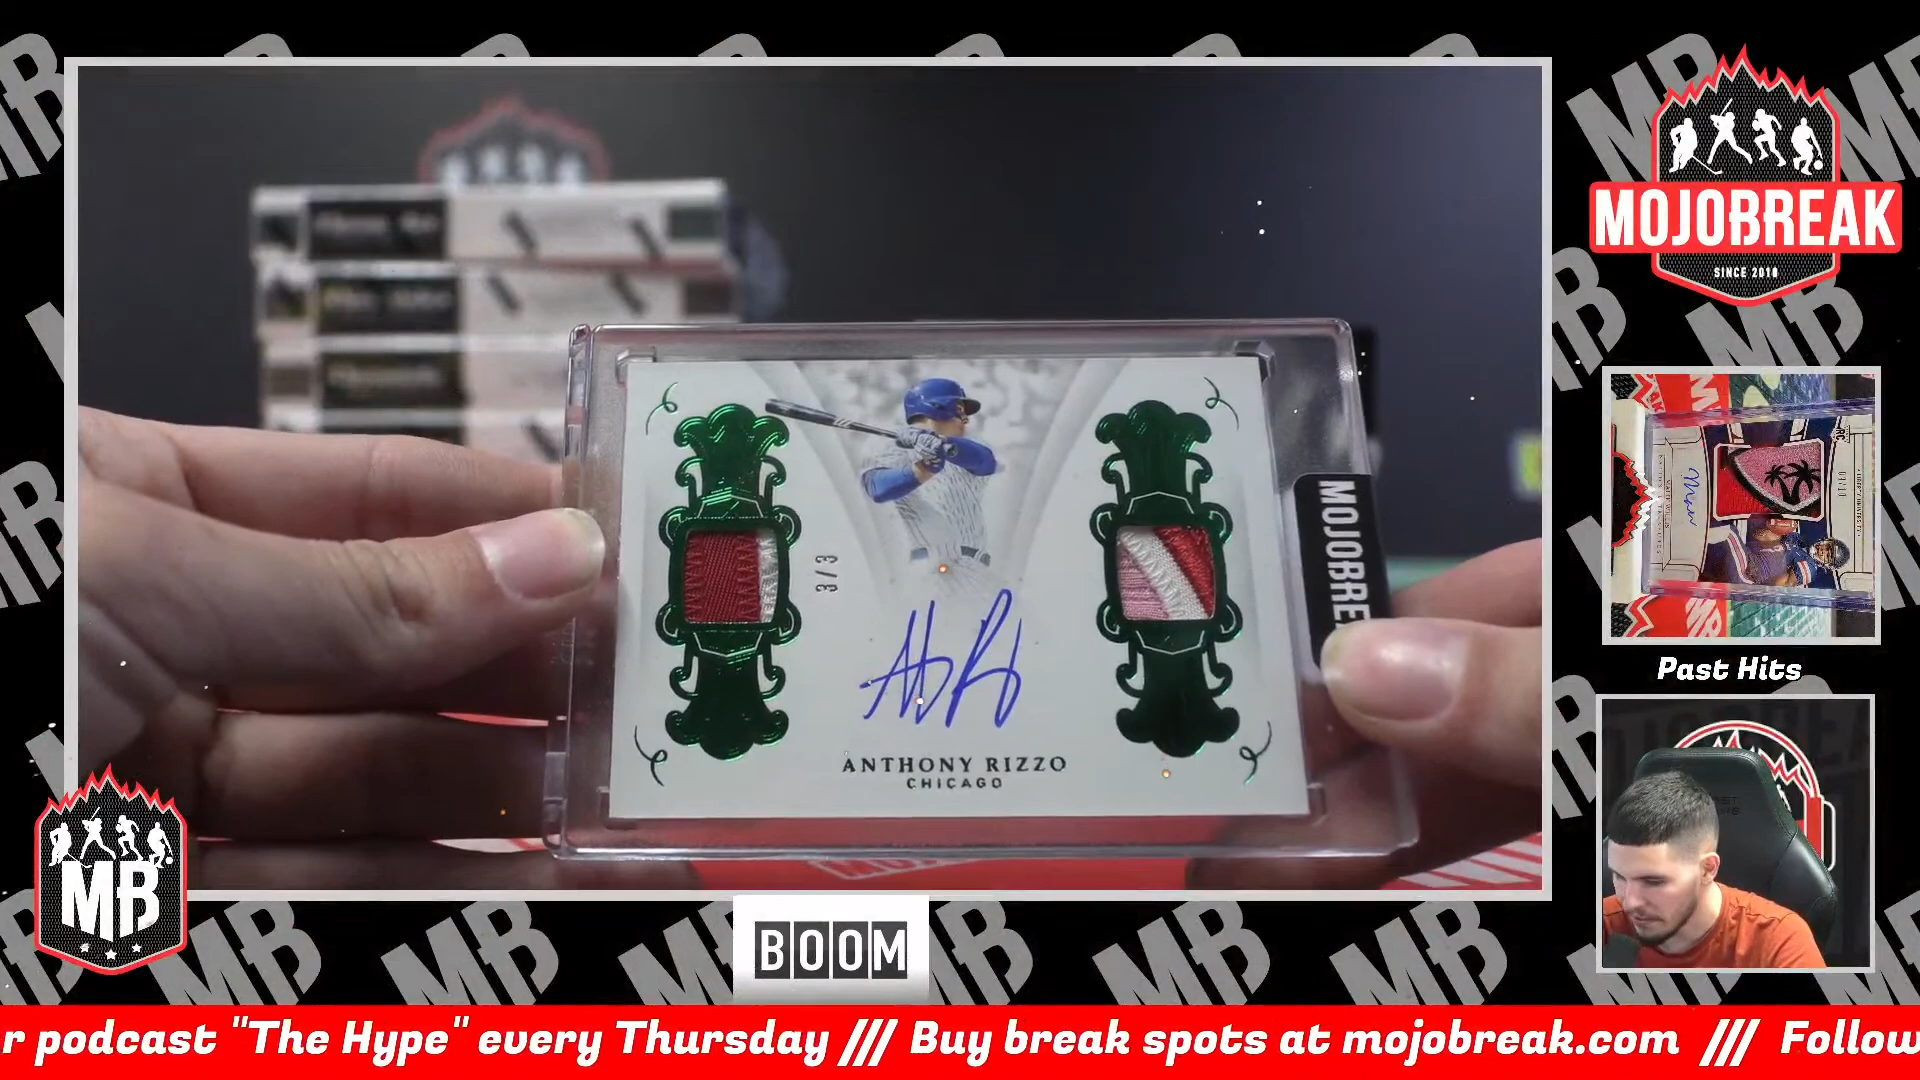 MOJOBREAK
SINCE 2010
3/3
ANTHONY RIZZO
CHICAGO
MOJOBRE
Past Hits
MB
BOOM
r podcast "The Hype" every Thursday /// Buy break spots at mojobreak.com /// Follow